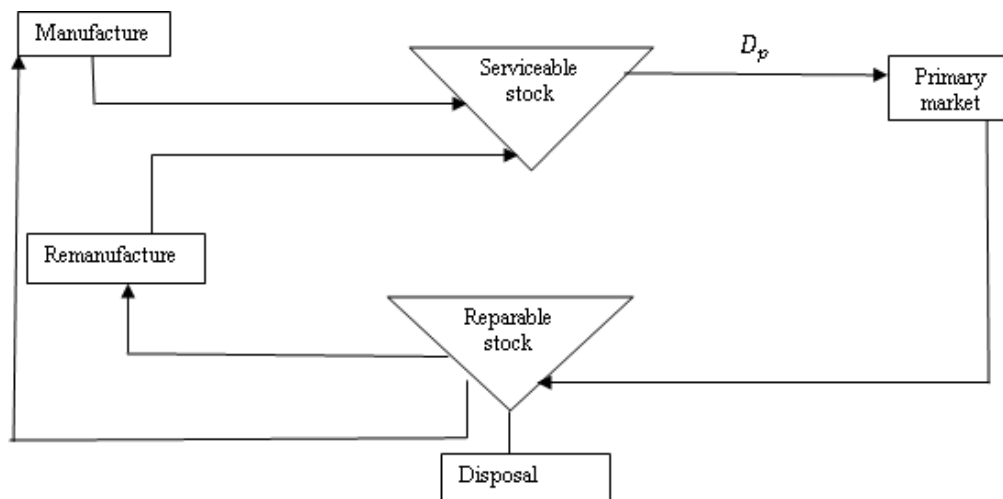 Manufacture
Serviceable
stock
D_p
Primary
market
Remanufacture
Reparable
stock
Disposal